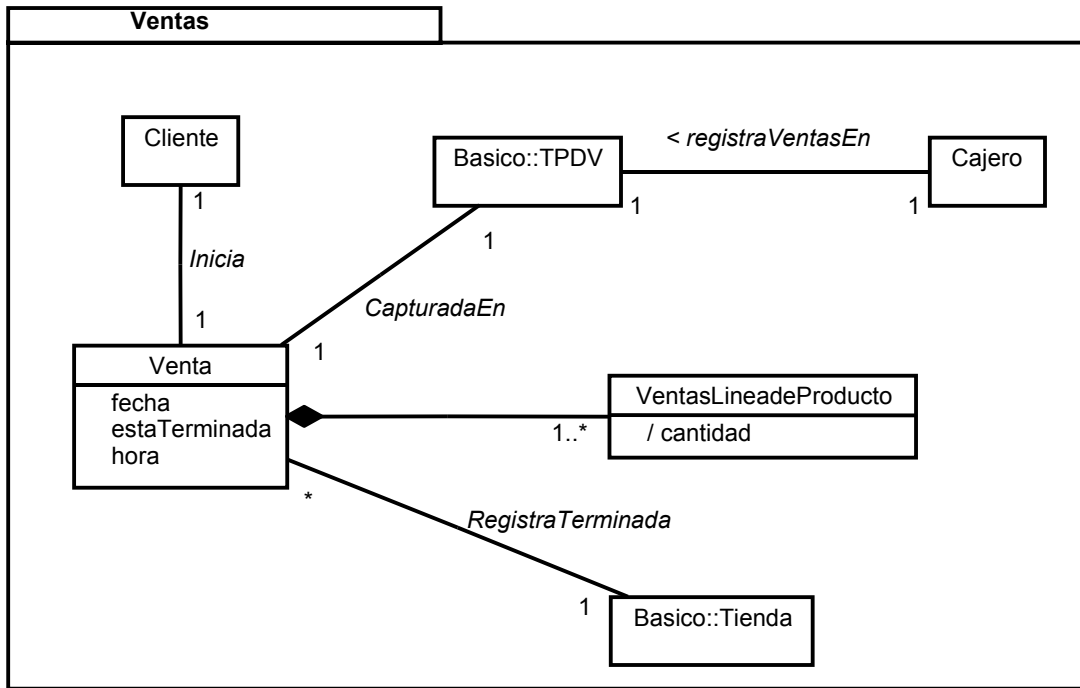 Ventas
Cliente
Basico::TPDV
< registraVentasEn
Cajero
1
1
1
1
Inicia
CapturadaEn
1
1
Venta
fecha
estaTerminada
hora
VentasLineadeProducto
/ cantidad
1..*
*
RegistraTerminada
1
Basico::Tienda